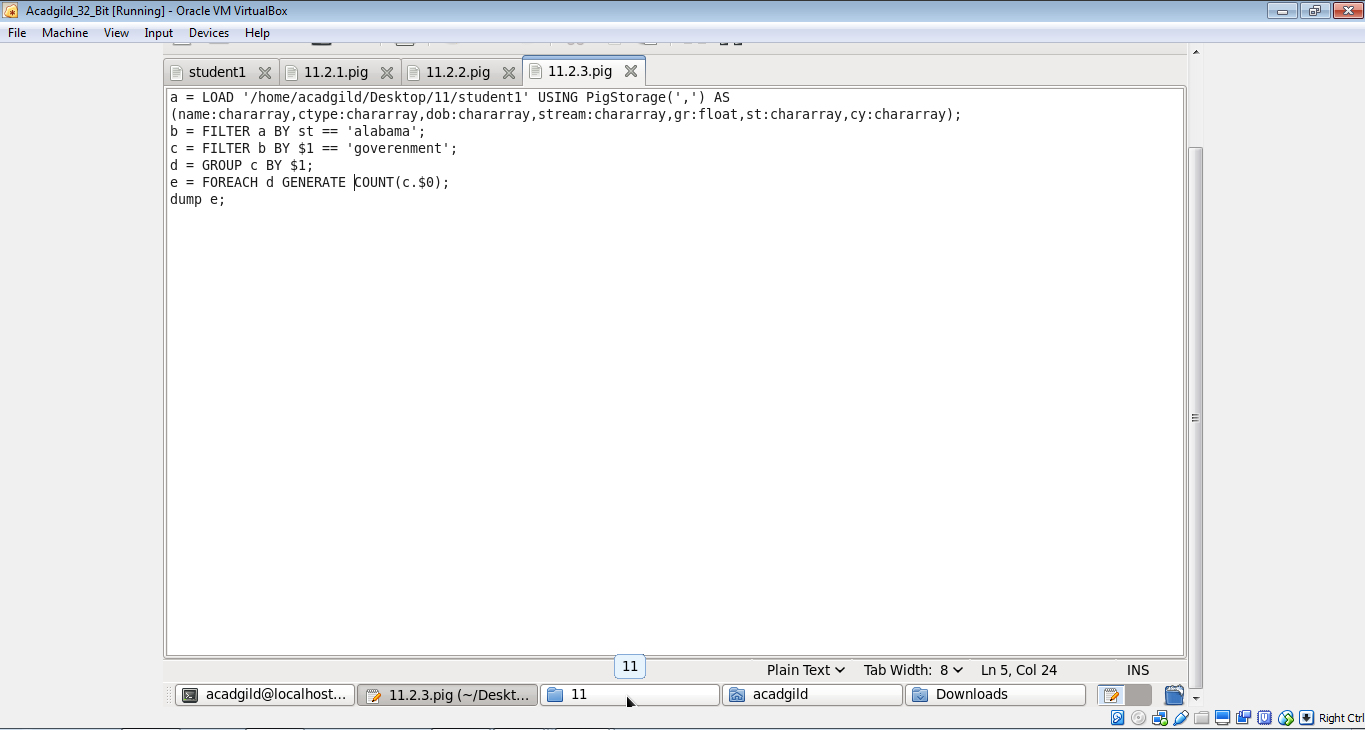 Acadgild_32_Bit [Running] - Oracle VM VirtualBox
File Machine View Input Devices Help
student1 11.2.1.pig 11.2.2.pig 11.2.3.pig
a = LOAD '/home/acadgild/Desktop/11/student1' USING PigStorage(',') AS
(name:chararray,ctype:chararray,dob:chararray,stream:chararray,gr:float,st:chararray,cy:chararray);
b = FILTER a BY st == 'alabama';
c = FILTER b BY $1 == 'goverenment';
d = GROUP c BY $1;
e = FOREACH d GENERATE COUNT(c.$0);
dump e;
11
Plain Text Tab Width: 8 Ln 5, Col 24 INS
acadgild@localhost... 11.2.3.pig (~/Deskt... 11 acadgild Downloads
Right Ctrl